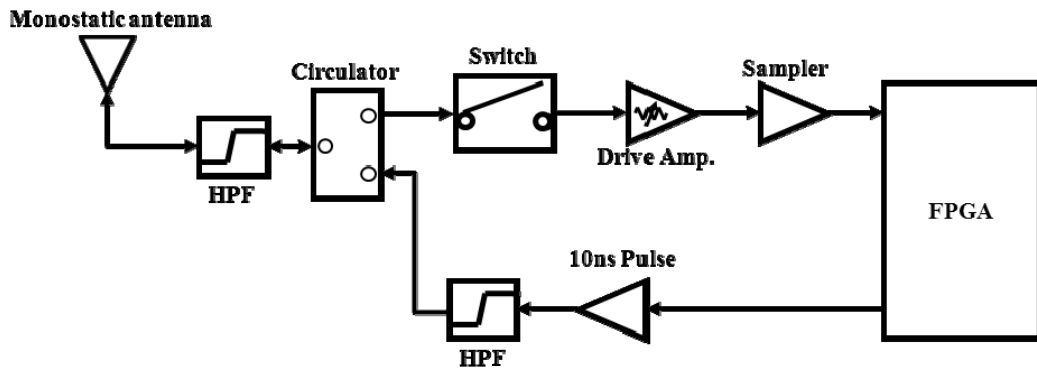 Monostatic antenna
Circulator
Switch
Sampler
HPF
Drive Amp.
FPGA
10ns Pulse
HPF